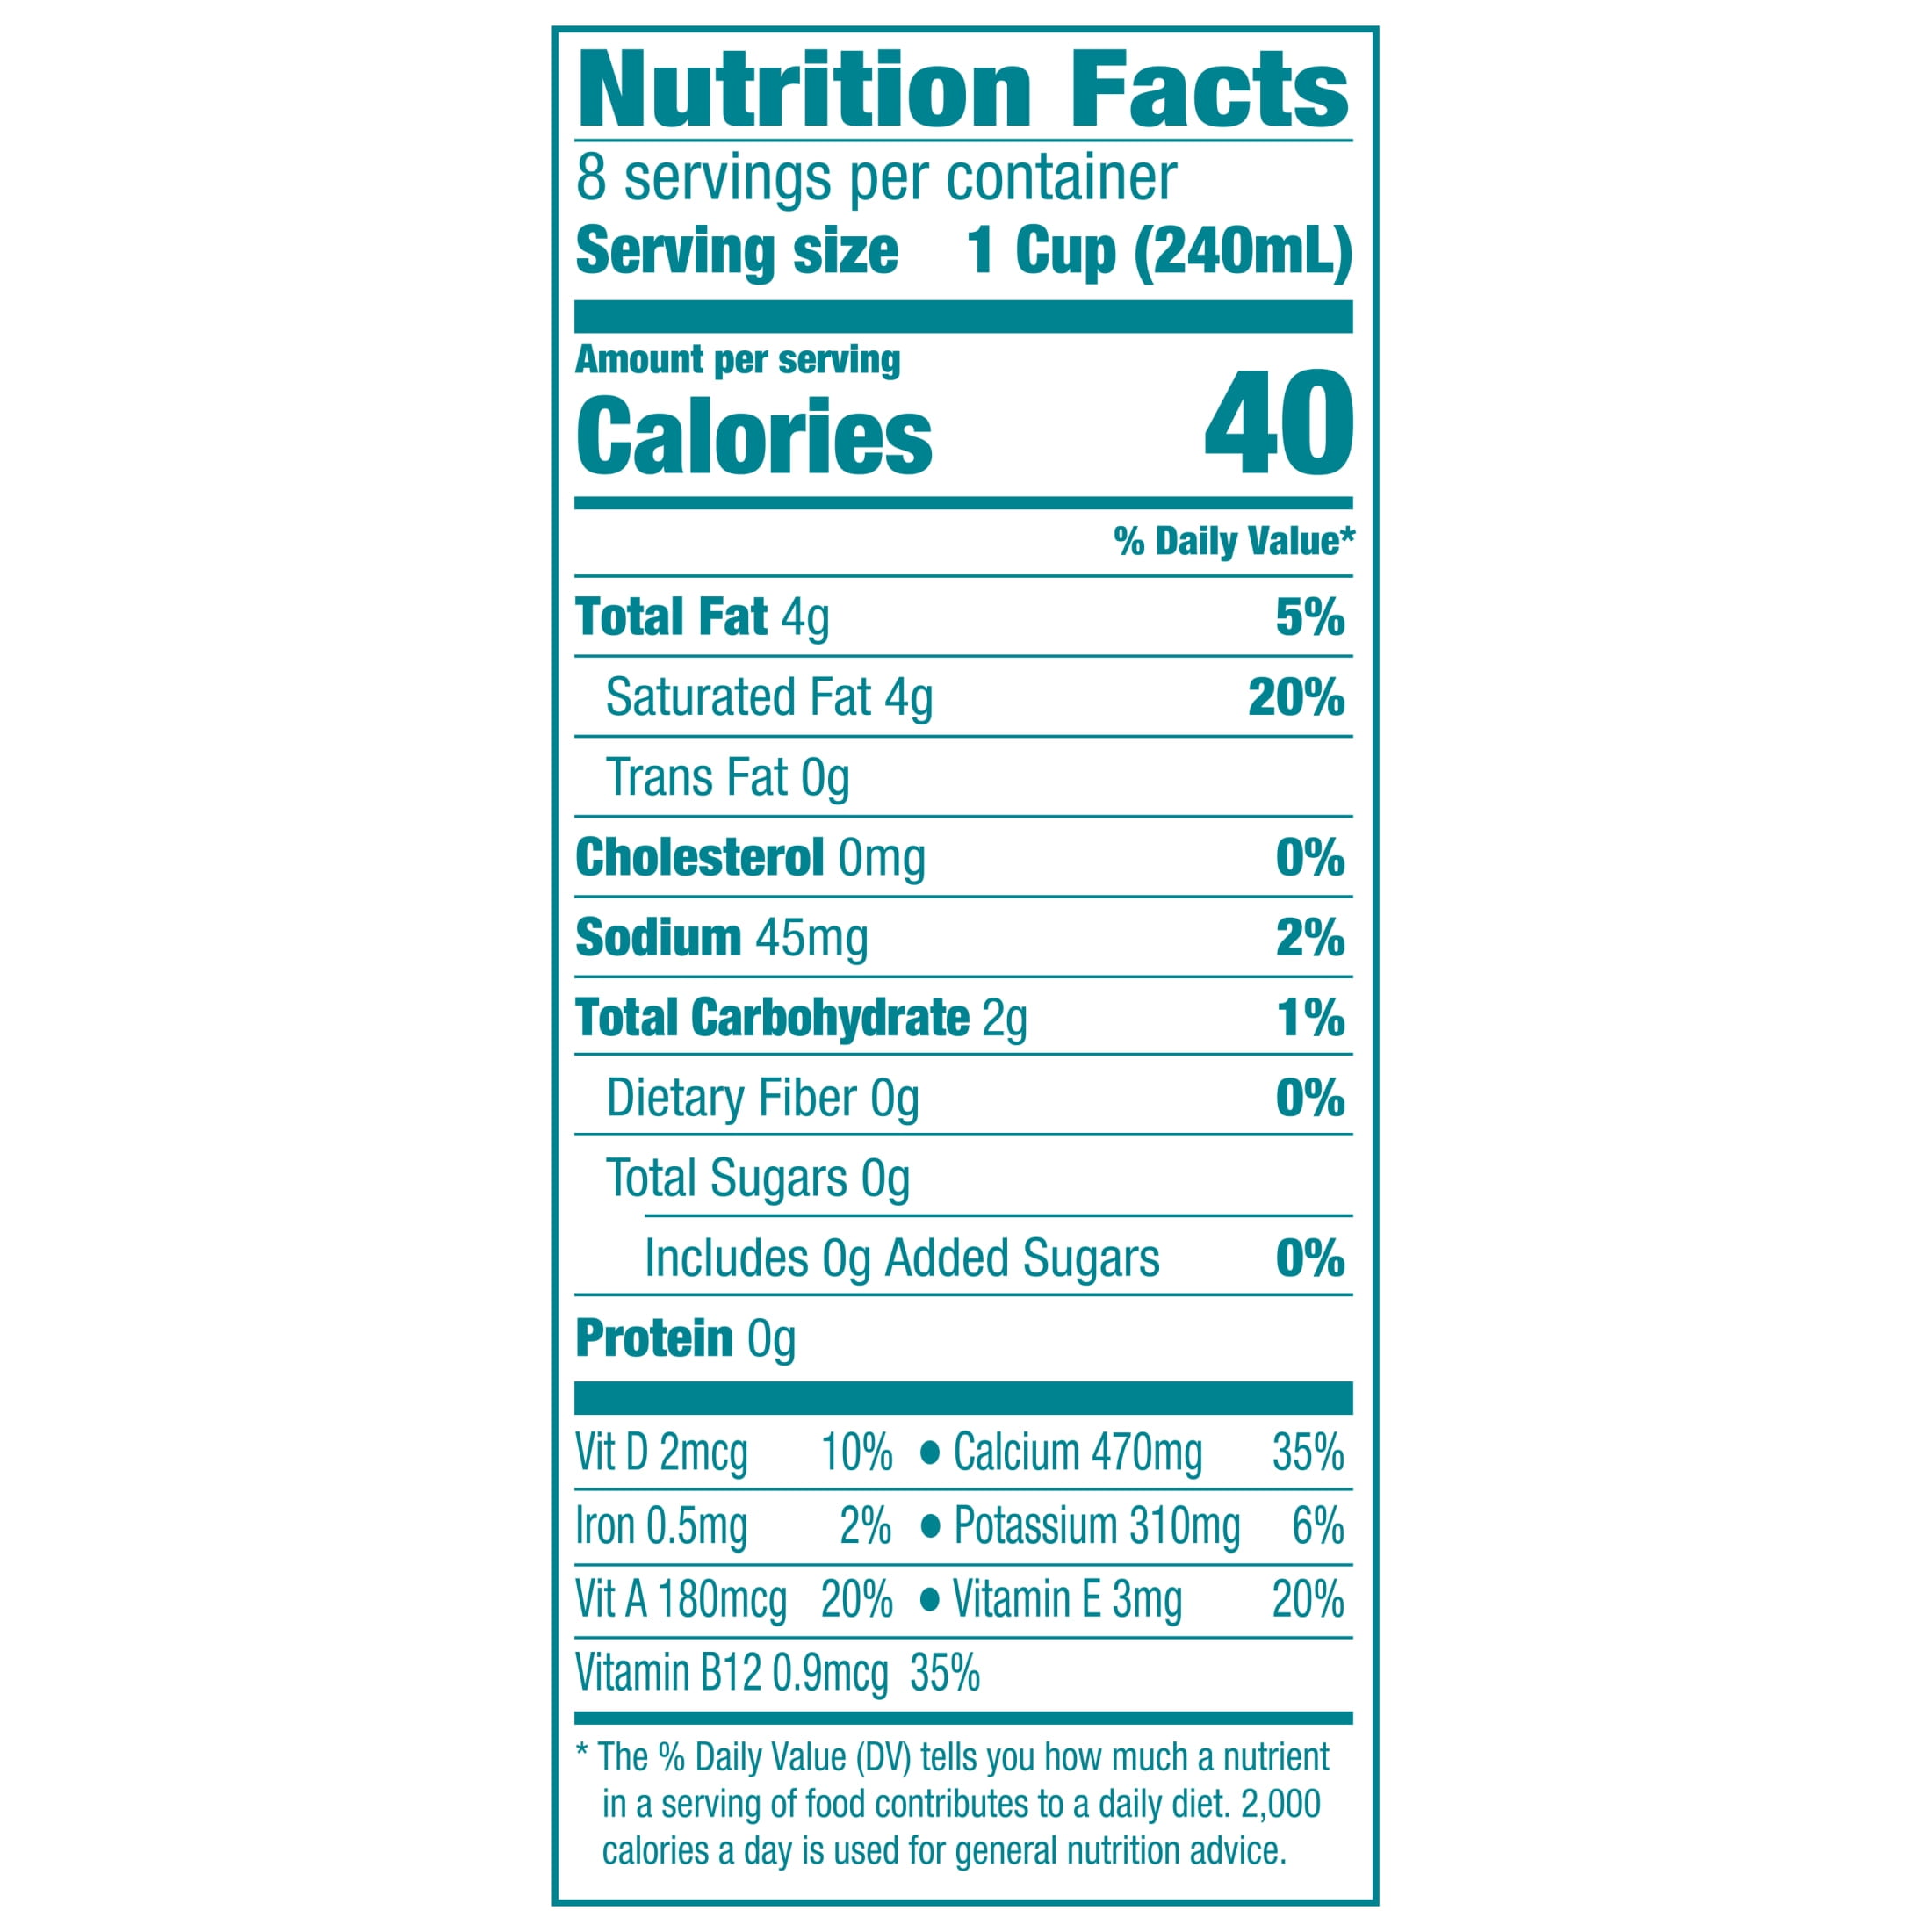 Nutrition Facts
8 servings per container
Serving size 1 Cup (240mL)
Amount per serving
Calories 40
% Daily Value*
Total Fat 4g 5%
Saturated Fat 4g 20%
Trans Fat 0g
Cholesterol 0mg 0%
Sodium 45mg 2%
Total Carbohydrate 2g 1%
Dietary Fiber 0g 0%
Total Sugars 0g
Includes 0g Added Sugars 0%
Protein 0g
Vit D 2mcg 10% • Calcium 470mg 35%
Iron 0.5mg 2% • Potassium 310mg 6%
Vit A 180mcg 20% • Vitamin E 3mg 20%
Vitamin B12 0.9mcg 35%
* The % Daily Value (DV) tells you how much a nutrient
in a serving of food contributes to a daily diet. 2,000
calories a day is used for general nutrition advice.